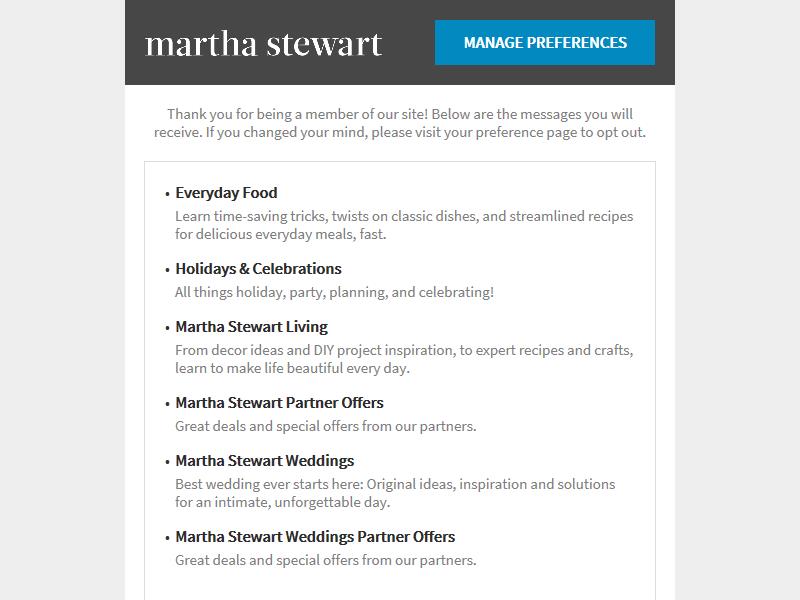 martha stewart
MANAGE PREFERENCES
Thank you for being a member of our site! Below are the messages you will
receive. If you changed your mind, please visit your preference page to opt out.
• Everyday Food
Learn time-saving tricks, twists on classic dishes, and streamlined recipes
for delicious everyday meals, fast.
• Holidays & Celebrations
All things holiday, party, planning, and celebrating!
• Martha Stewart Living
From decor ideas and DIY project inspiration, to expert recipes and crafts,
learn to make life beautiful every day.
• Martha Stewart Partner Offers
Great deals and special offers from our partners.
• Martha Stewart Weddings
Best wedding ever starts here: Original ideas, inspiration and solutions
for an intimate, unforgettable day.
• Martha Stewart Weddings Partner Offers
Great deals and special offers from our partners.